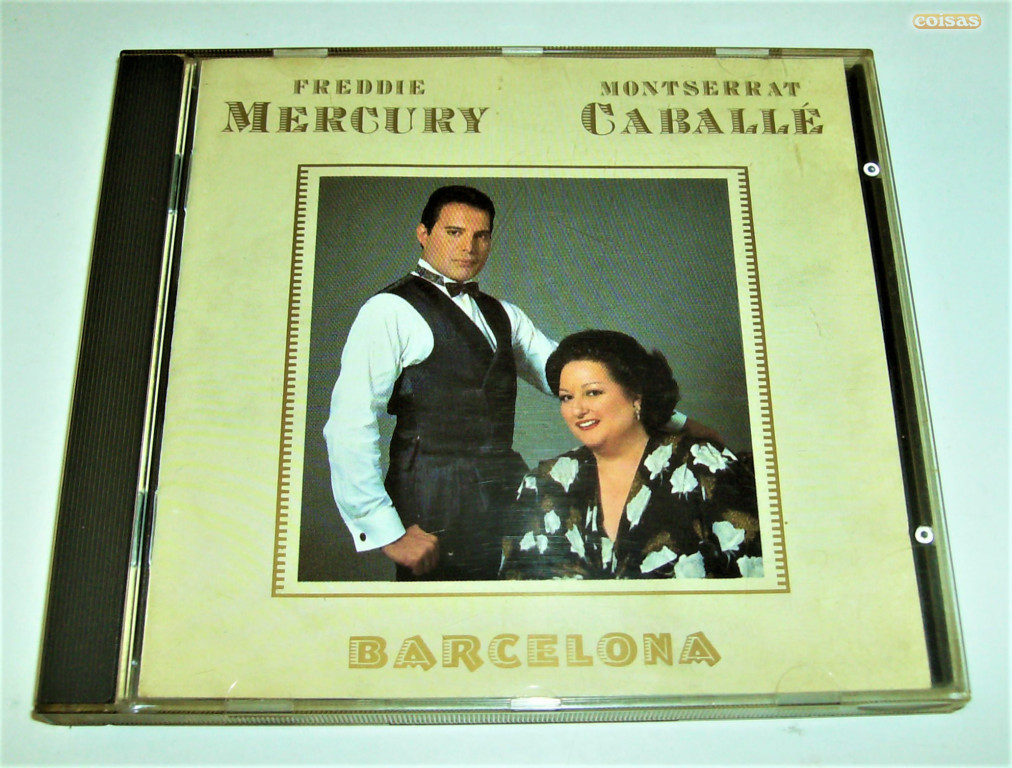 coisas
FREDDIE
MERCURY
MONTSERRAT
CABALLÉ
BARCELONA